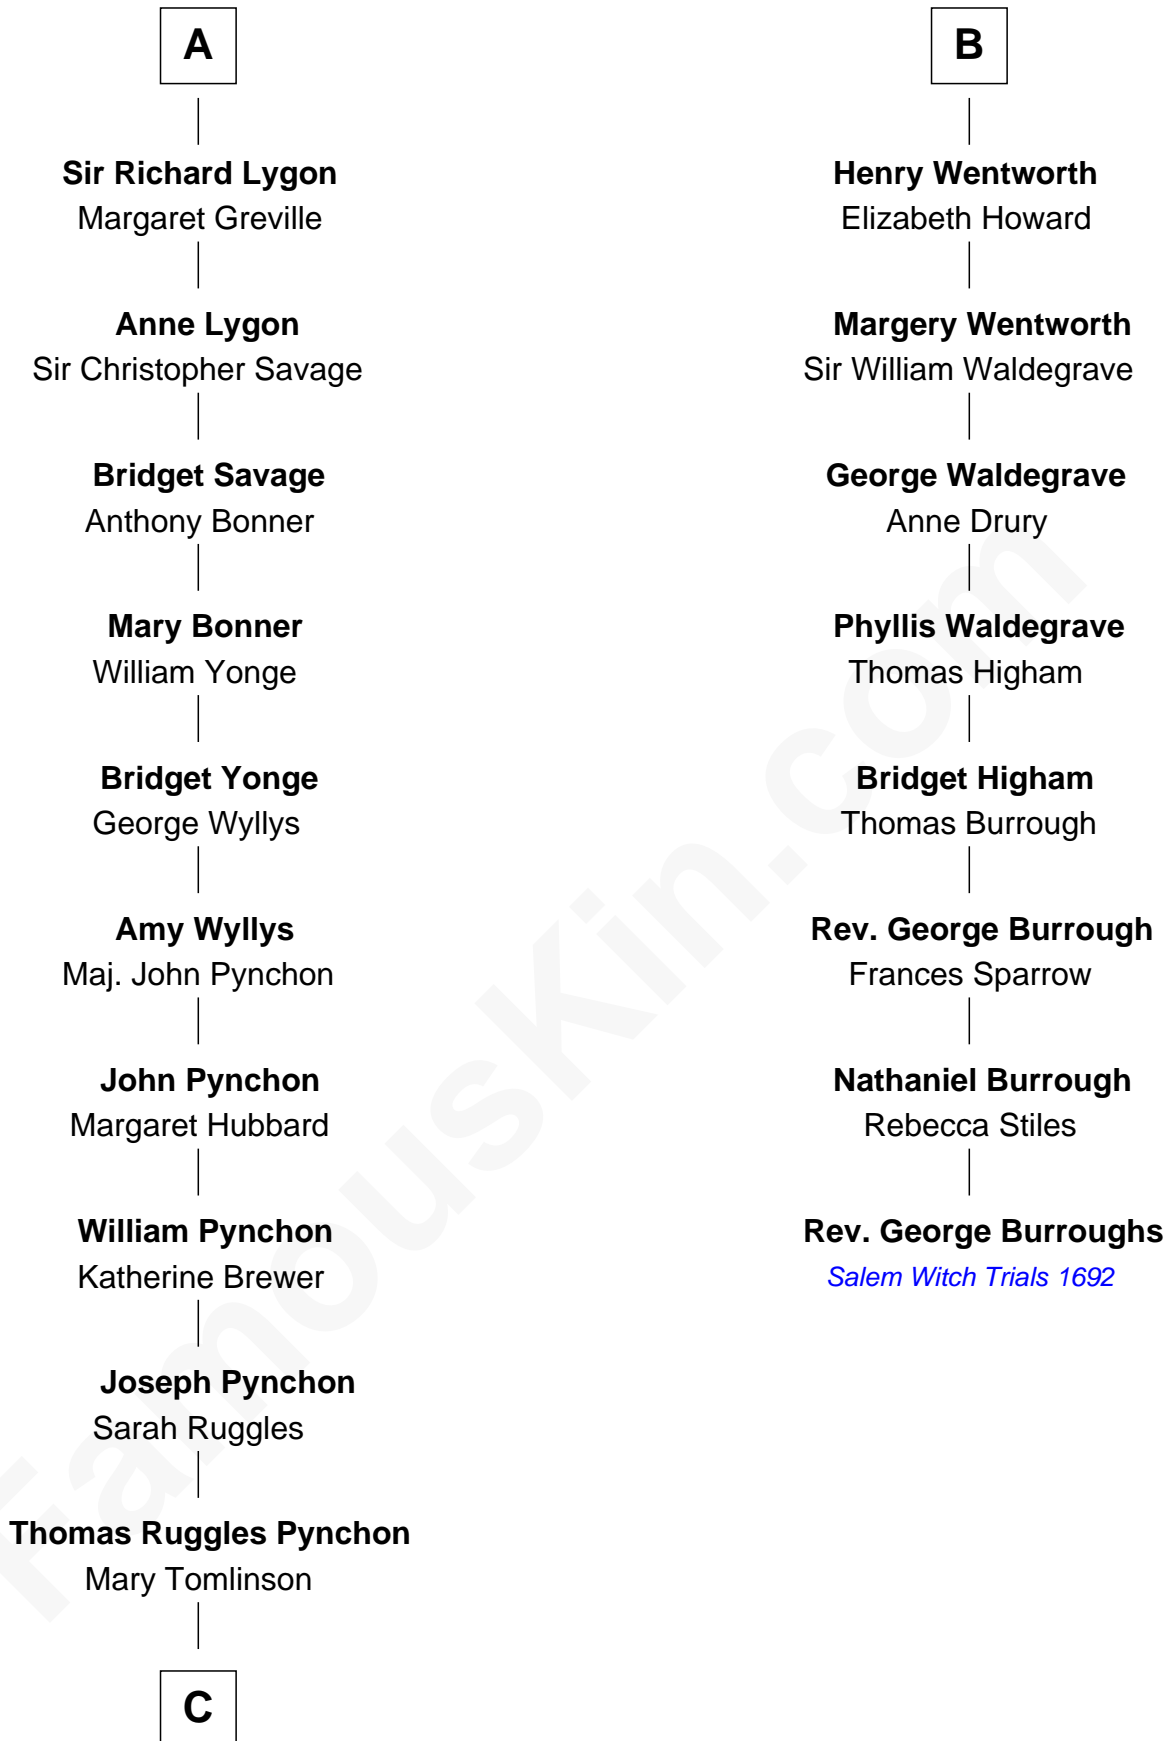 A
Sir Richard Lygon
Margaret Greville
Anne Lygon
Sir Christopher Savage
Bridget Savage
Anthony Bonner
Mary Bonner
William Yonge
Bridget Yonge
George Wyllys
Amy Wyllys
Maj. John Pynchon
John Pynchon
Margaret Hubbard
William Pynchon
Katherine Brewer
Joseph Pynchon
Sarah Ruggles
Thomas Ruggles Pynchon
Mary Tomlinson
C
B
Henry Wentworth
Elizabeth Howard
Margery Wentworth
Sir William Waldegrave
George Waldegrave
Anne Drury
Phyllis Waldegrave
Thomas Higham
Bridget Higham
Thomas Burrough
Rev. George Burrough
Frances Sparrow
Nathaniel Burrough
Rebecca Stiles
Rev. George Burroughs
Salem Witch Trials 1692
FamousKin.com